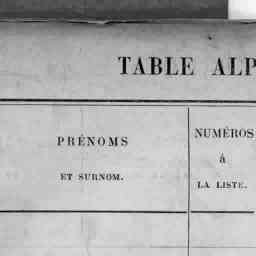 TABLE ALP
PRÉNOMS
ET SURNOM.
NUMÉROS
à
LA LISTE.